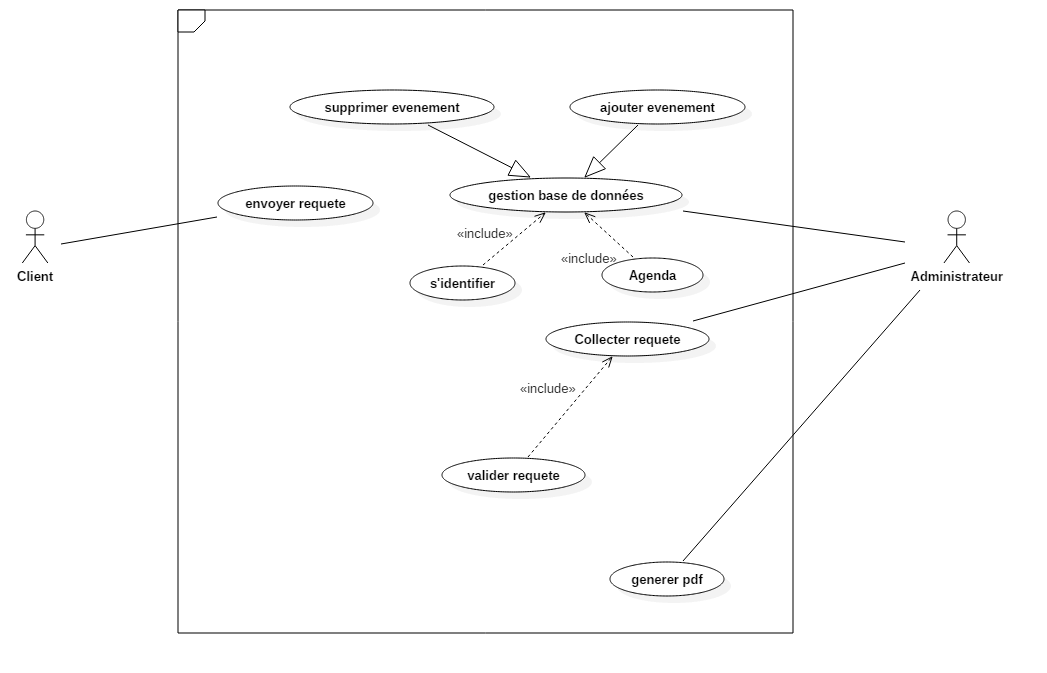 supprimer evenement
ajouter evenement
gestion base de données
envoyer requete
«include»
«include»
s'identifier
Agenda
Client
Administrateur
Collecter requete
«include»
valider requete
generer pdf